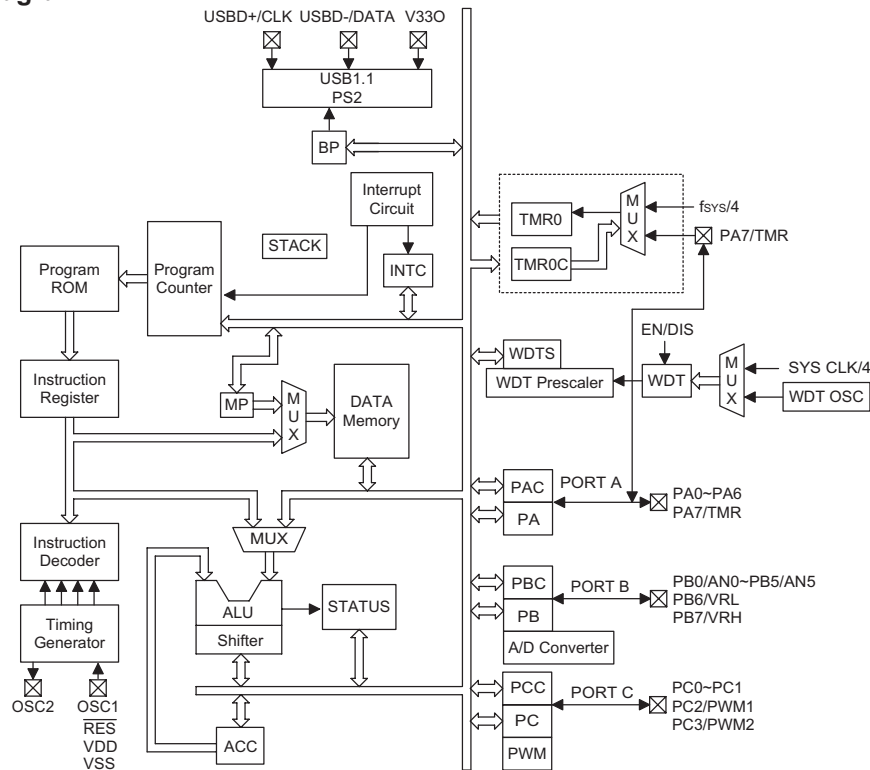 USBD+/CLK USBD-/DATA V33O
USB1.1
PS2
BP
Interrupt
Circuit
STACK
INTC
Program
ROM
Program
Counter
TMR0
TMR0C
MUX
fSYS/4
PA7/TMR
EN/DIS
WDTS
WDT Prescaler
WDT
MUX
SYS CLK/4
WDT OSC
Instruction
Register
MP
MUX
DATA
Memory
PAC
PA
PORT A
PA0~PA6
PA7/TMR
Instruction
Decoder
MUX
ALU
Shifter
STATUS
PBC
PB
A/D Converter
PORT B
PB0/AN0~PB5/AN5
PB6/VRL
PB7/VRH
Timing
Generator
OSC2
OSC1
RES
VDD
VSS
ACC
PCC
PC
PWM
PORT C
PC0~PC1
PC2/PWM1
PC3/PWM2